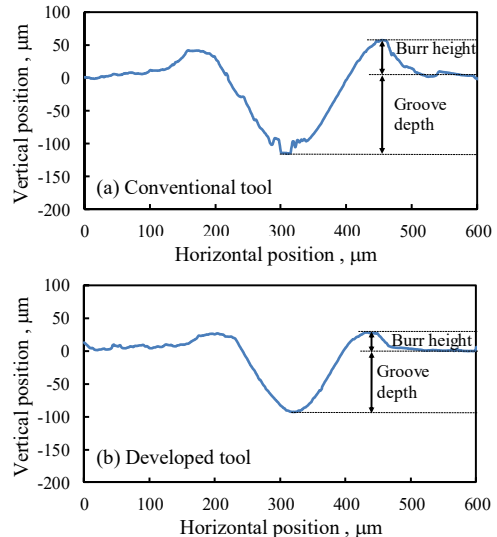 Vertical position , μm
100
50
0
-50
-100
-150
-200
0 100 200 300 400 500 600
Horizontal position , μm
Burr height
Groove
depth
(a) Conventional tool
Vertical position , μm
100
50
0
-50
-100
-150
-200
0 100 200 300 400 500 600
Horizontal position , μm
Burr height
Groove
depth
(b) Developed tool